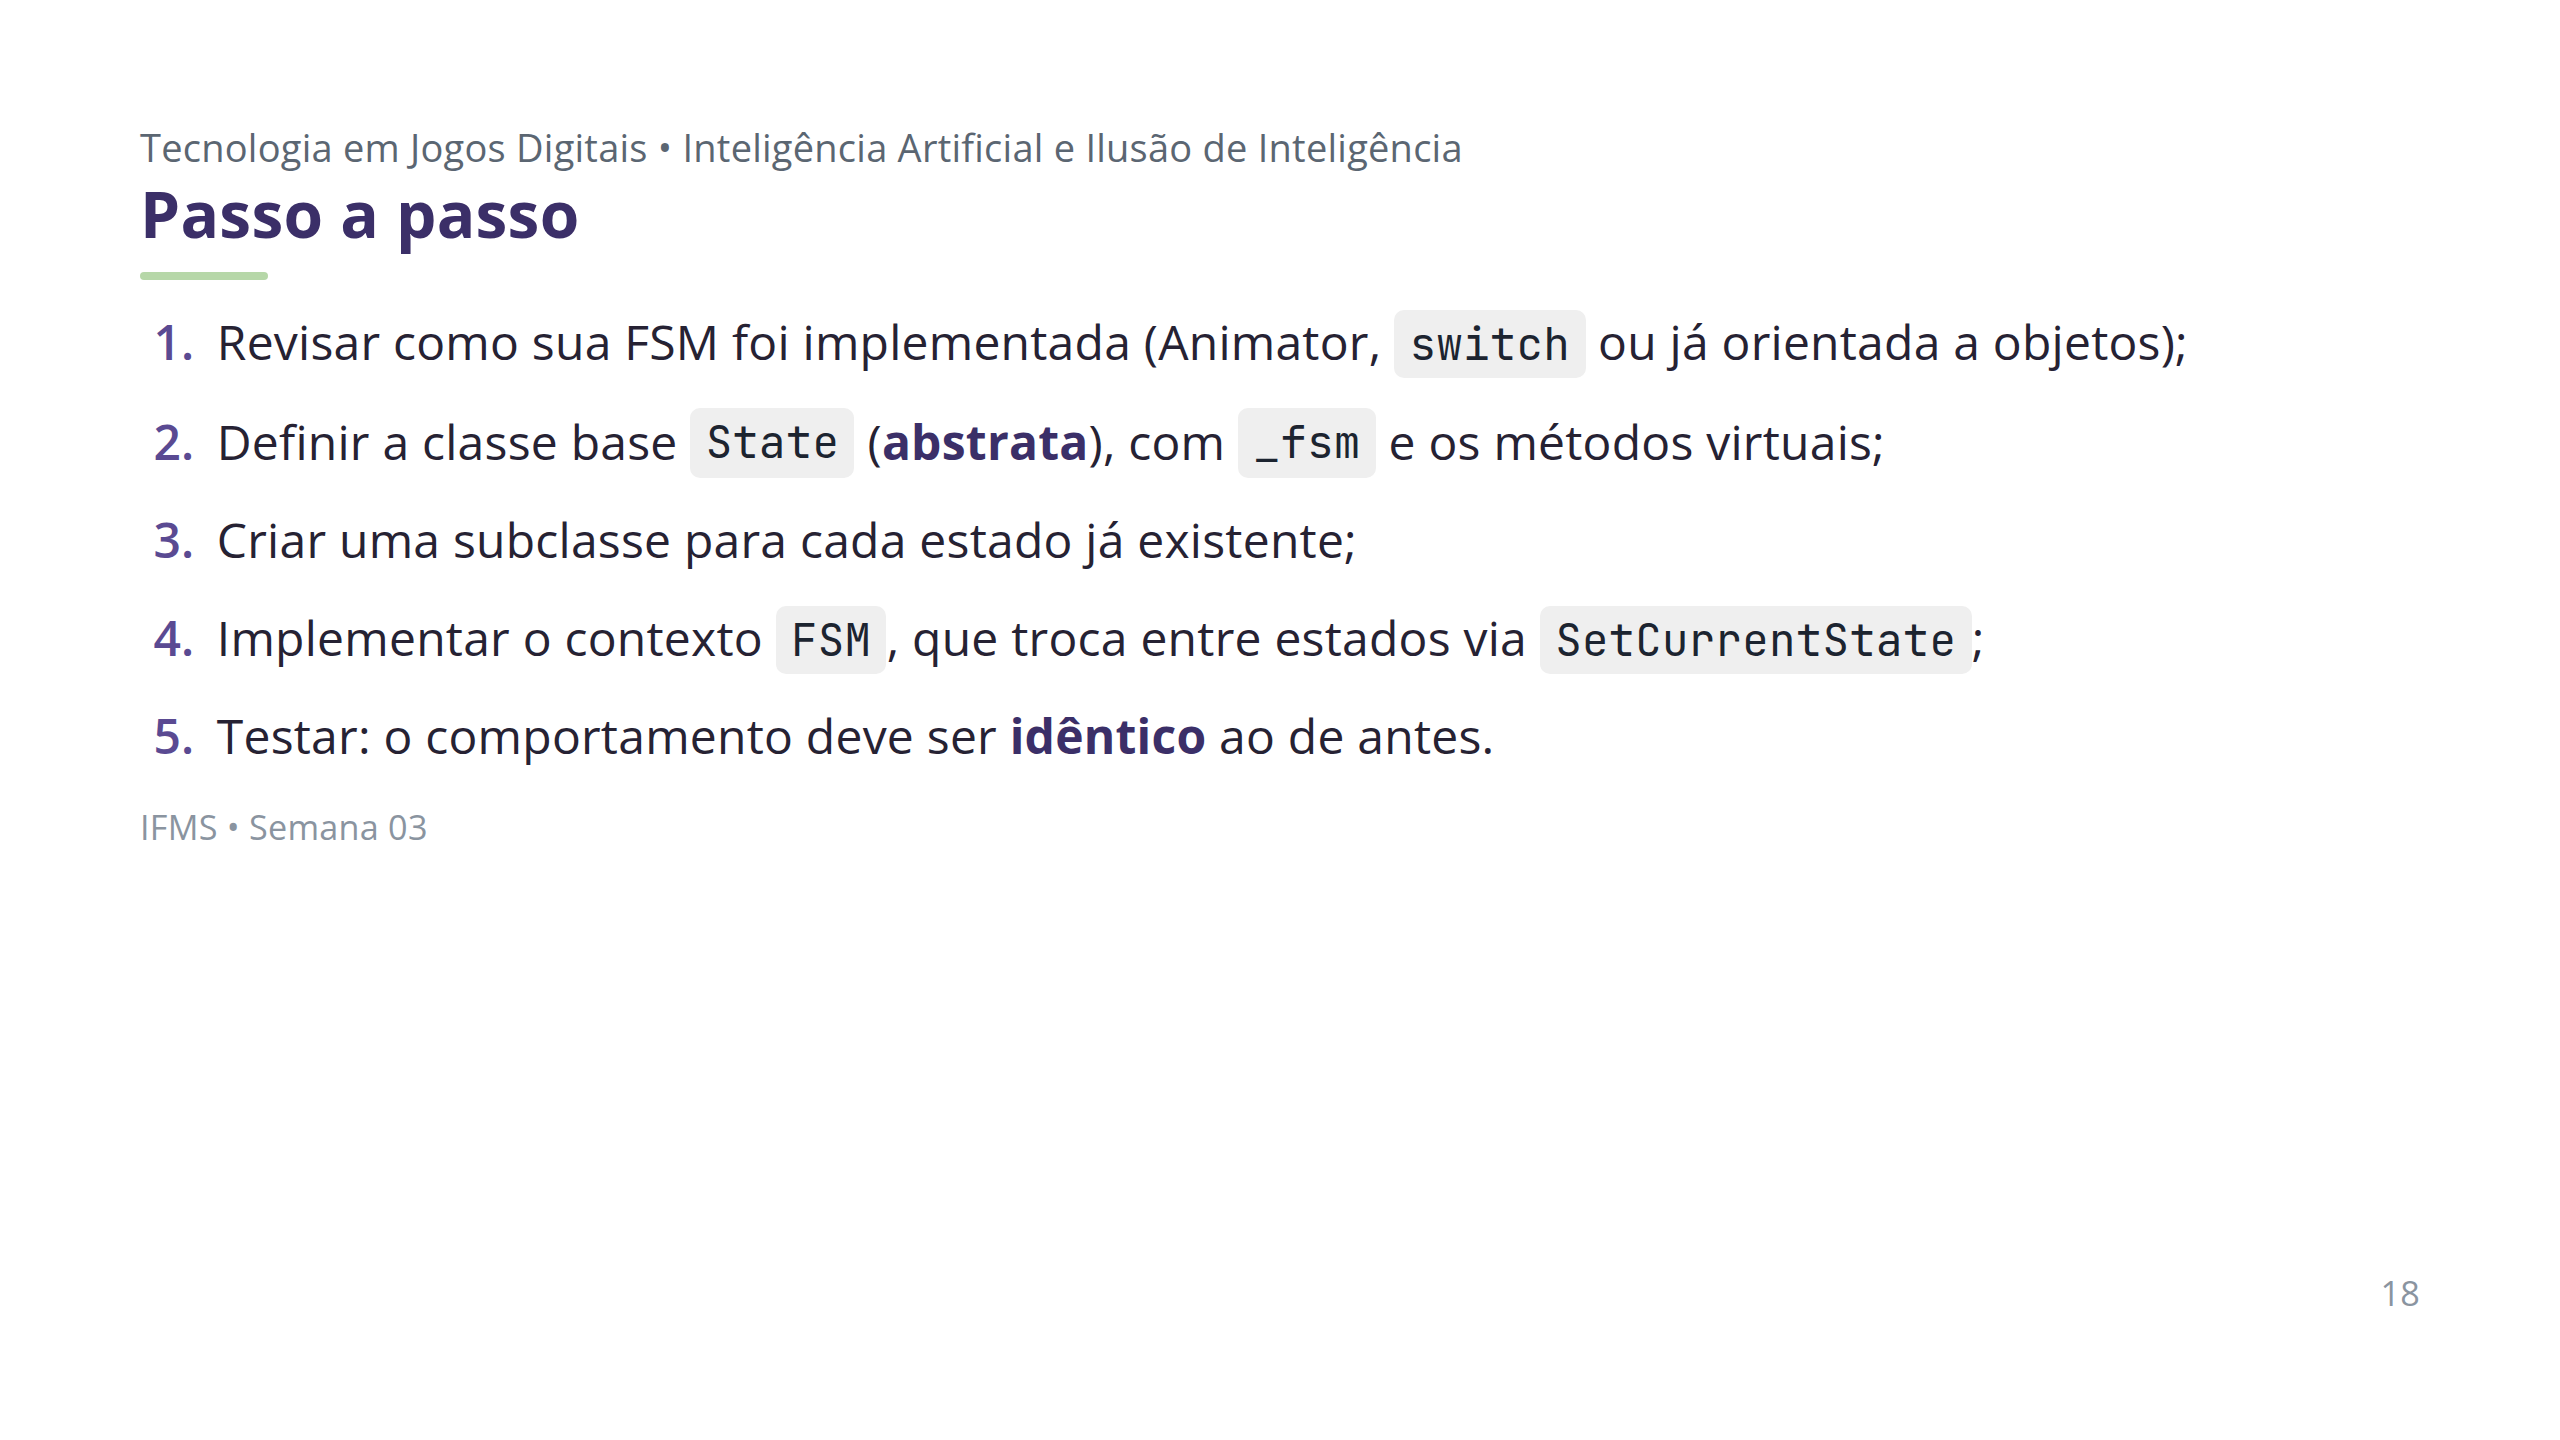 Tecnologia em Jogos Digitais • Inteligência Artificial e Ilusão de Inteligência
Passo a passo
1. Revisar como sua FSM foi implementada (Animator, switch ou já orientada a objetos);
2. Definir a classe base State (abstrata), com _fsm e os métodos virtuais;
3. Criar uma subclasse para cada estado já existente;
4. Implementar o contexto FSM, que troca entre estados via SetCurrentState;
5. Testar: o comportamento deve ser idêntico ao de antes.
IFMS • Semana 03
18